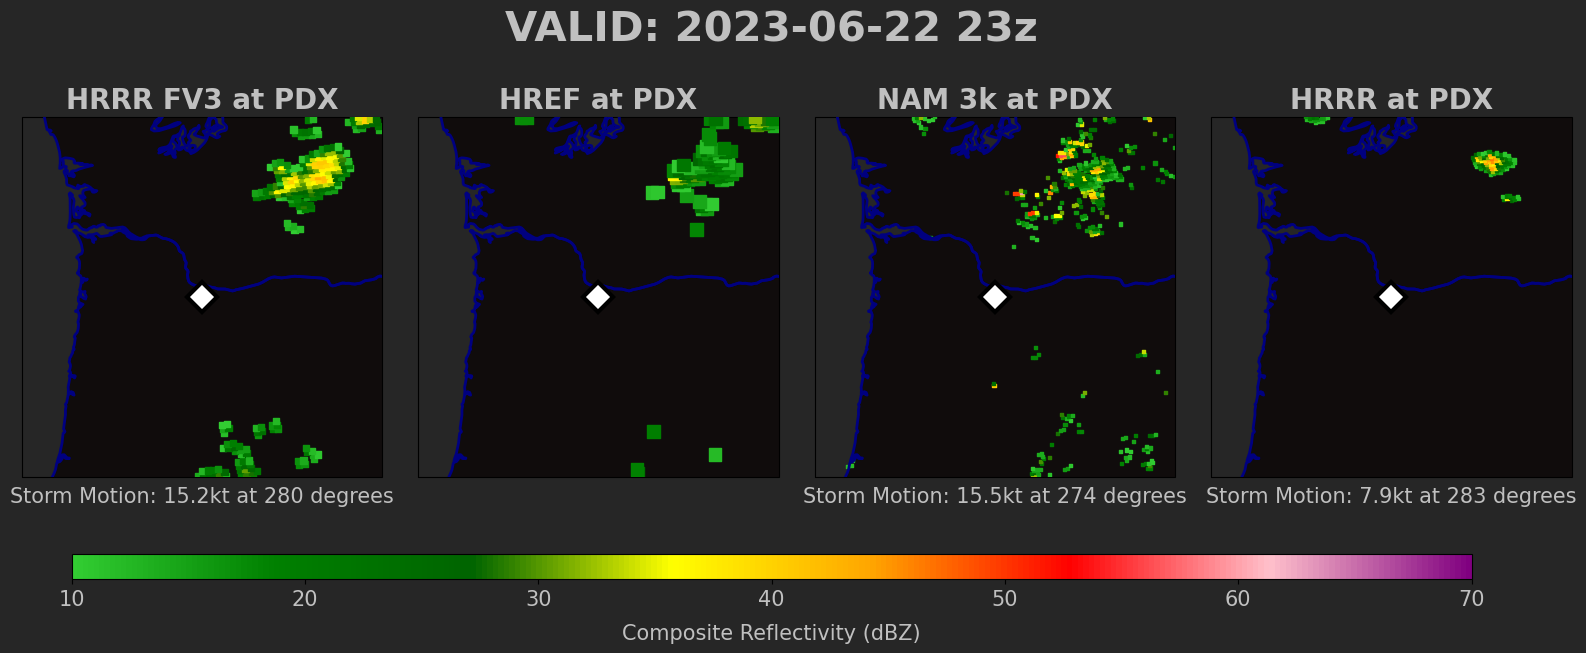 VALID: 2023-06-22 23z
HRRR FV3 at PDX
HREF at PDX
NAM 3k at PDX
HRRR at PDX
Storm Motion: 15.2kt at 280 degrees
Storm Motion: 15.5kt at 274 degrees
Storm Motion: 7.9kt at 283 degrees
10 20 30 40 50 60 70
Composite Reflectivity (dBZ)